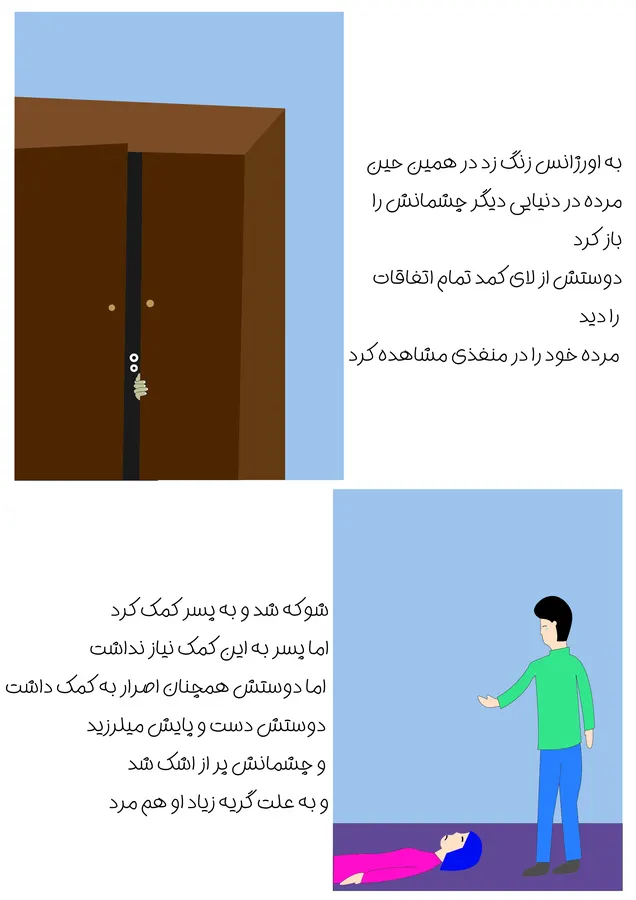 به اورژانس زنگ زد در همین حین
مرده در دنیایی دیگر چشمانش را
باز کرد
دوستش از لای کمد تمام اتفاقات
را دید
مرده خود را در منفذی مشاهده کرد
شوکه شد و به پسر کمک کرد
اما پسر به این کمک نیاز نداشت
اما دوستش همچنان اصرار به کمک داشت
دوستش دست و پایش میلرزید
و چشمانش پر از اشک شد
و به علت گریه زیاد او هم مرد